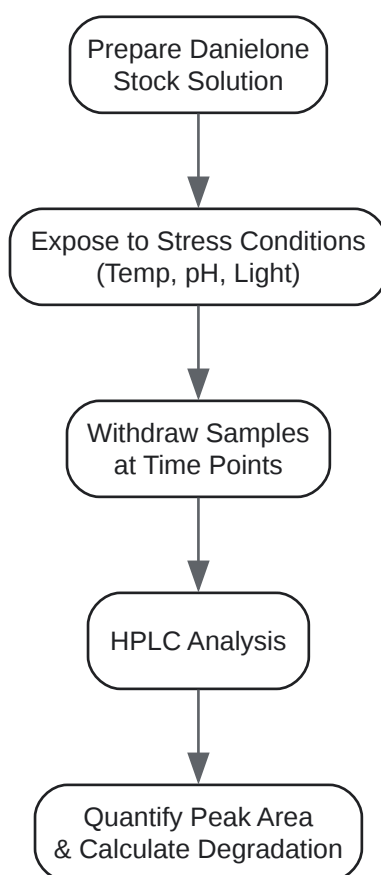 Prepare Danielone
Stock Solution
Expose to Stress Conditions
(Temp, pH, Light)
Withdraw Samples
at Time Points
HPLC Analysis
Quantify Peak Area
& Calculate Degradation